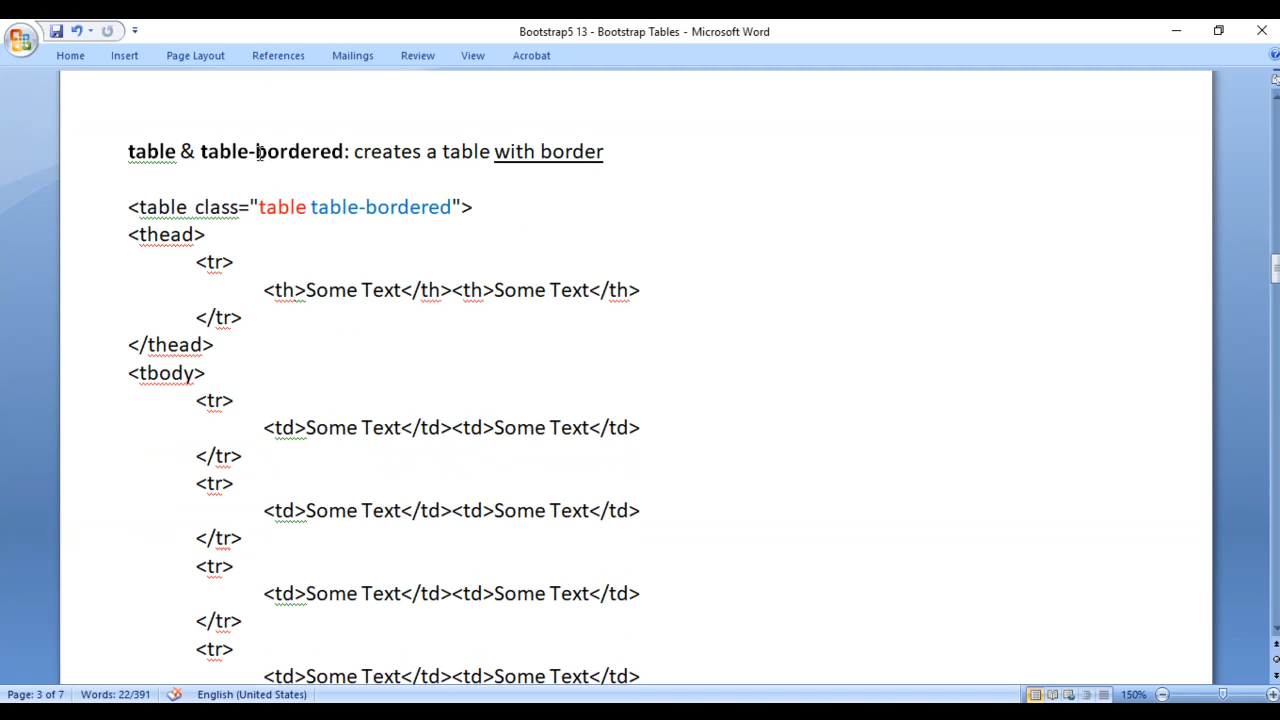 Bootstrap5 13 - Bootstrap Tables - Microsoft Word
Home Insert Page Layout References Mailings Review View Acrobat
table & table-bordered: creates a table with border
<table class="table table-bordered">
<thead>
<tr>
<th>Some Text</th><th>Some Text</th>
</tr>
</thead>
<tbody>
<tr>
<td>Some Text</td><td>Some Text</td>
</tr>
<tr>
<td>Some Text</td><td>Some Text</td>
</tr>
<tr>
<td>Some Text</td><td>Some Text</td>
</tr>
<tr>
<td>Some Text</td><td>Some Text</td>
Page: 3 of 7 Words: 22/391 English (United States) 150%